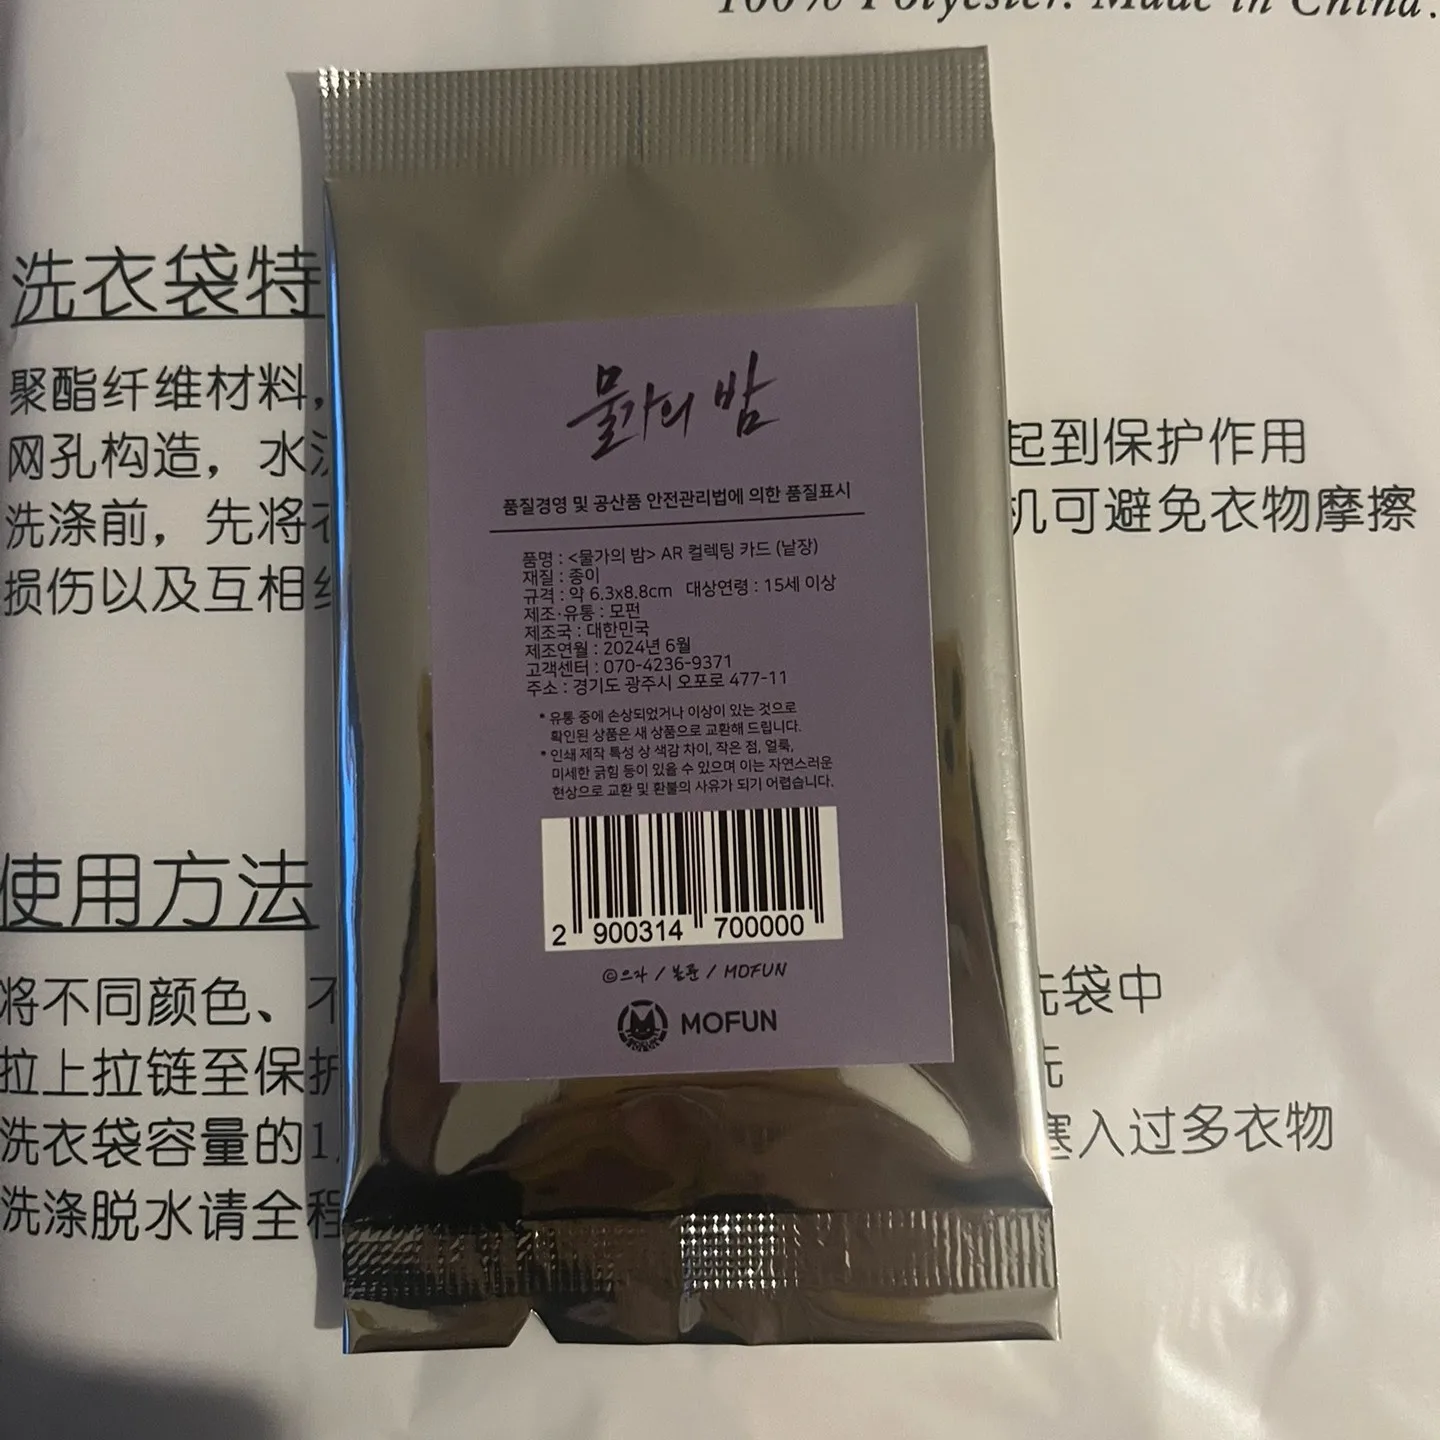 100% Polyester. Made in China.
洗衣袋特
聚酯纤维材料,
网孔构造，水
起到保护作用
洗涤前，先将
机可避免衣物摩擦
损伤以及互相
물가의 밤
품질경영 및 공산품 안전관리법에 의한 품질표시
품명 : <물가의 밤> AR 컬렉팅 카드 (낱장)
재질 : 종이
규격 : 약 6.3x8.8cm 대상연령 : 15세 이상
제조·유통 : 모펀
제조국 : 대한민국
제조연월 : 2024년 6월
고객센터 : 070-4236-9371
주소 : 경기도 광주시 오포로 477-11
* 유통 중에 손상되었거나 이상이 있는 것으로
확인된 상품은 새 상품으로 교환해 드립니다.
* 인쇄 제작 특성 상 색감 차이, 작은 점, 얼룩,
미세한 긁힘 등이 있을 수 있으며 이는 자연스러운
현상으로 교환 및 환불의 사유가 되기 어렵습니다.
2 900314 700000
©으자 / 본푼 / MOFUN
MOFUN
使用方法
将不同颜色、不
洗袋中
拉上拉链至保护
洗
洗衣袋容量的1
塞入过多衣物
洗涤脱水请全程